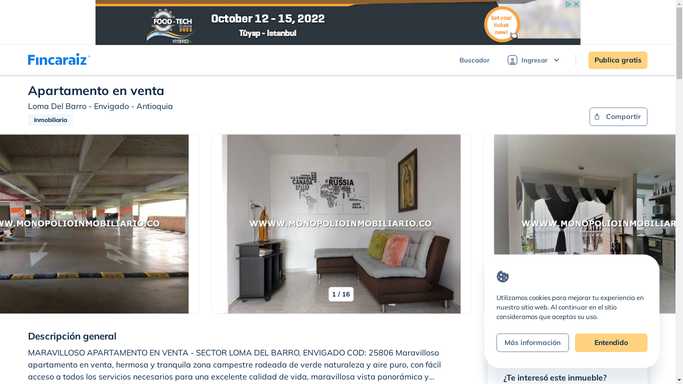 FOOD-TECH
October 12 - 15, 2022
Tüyap - Istanbul
Get your
ticket
now!
Fincaraíz
Buscador
Ingresar
Publica gratis
Apartamento en venta
Loma Del Barro - Envigado - Antioquia
Inmobiliaria
Compartir
WWW.MONOPOLIOINMOBILIARIO.CO
CANADA
RUSSIA
WWWW.MONOPOLIOINMOBILIARIO.CO
WWWW.MONOPOLIOINMOBILIARIO
1 / 16
Utilizamos cookies para mejorar tu experiencia en
nuestro sitio web. Al continuar en el sitio
consideramos que aceptas su uso.
Más información
Entendido
Descripción general
MARAVILLOSO APARTAMENTO EN VENTA - SECTOR LOMA DEL BARRO, ENVIGADO COD: 25806 Maravilloso
apartamento en venta, hermosa y tranquila zona campestre rodeada de verde naturaleza y aire puro, con fácil
acceso a todos los servicios necesarios para una excelente calidad de vida, maravillosa vista panorámica y...
¿Te interesó este inmueble?